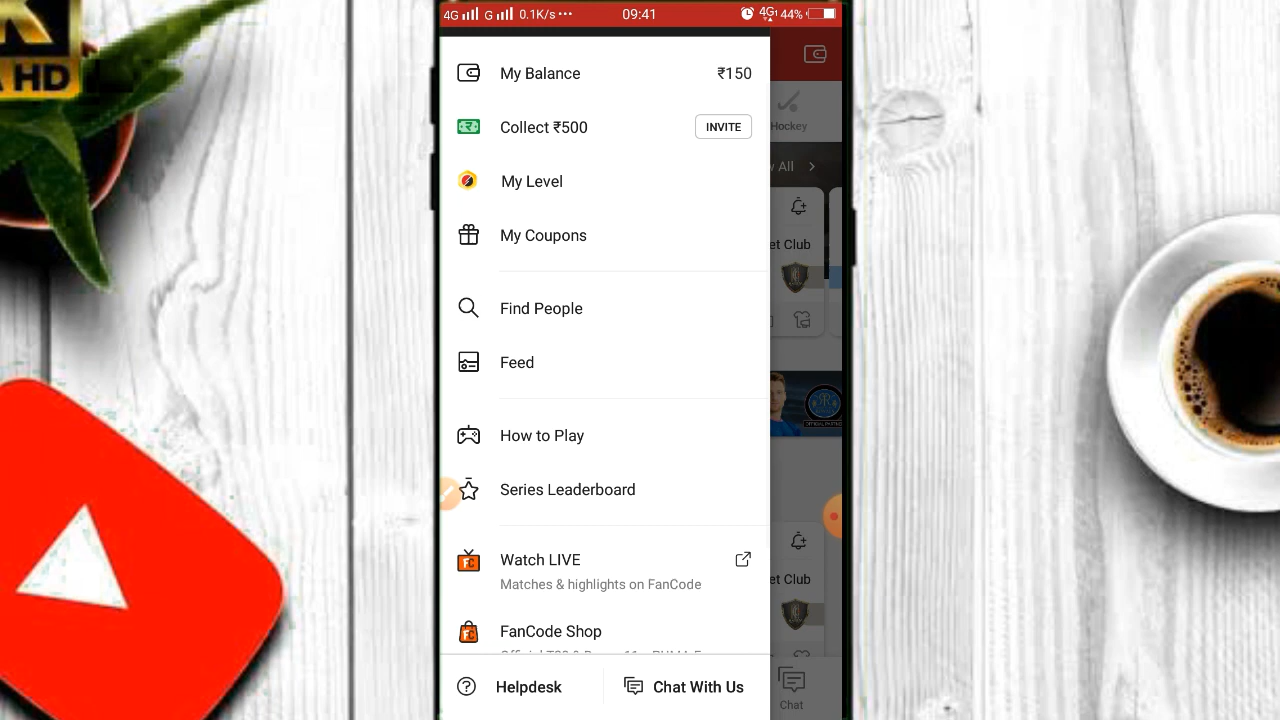 4G G 0.1K/s ··· 09:41 4G 44%
HD
My Balance ₹150
Collect ₹500 INVITE
My Level
My Coupons
Find People
Feed
How to Play
Series Leaderboard
Watch LIVE
Matches & highlights on FanCode
FanCode Shop
Helpdesk Chat With Us
Hockey
All
et Club
et Club
Chat